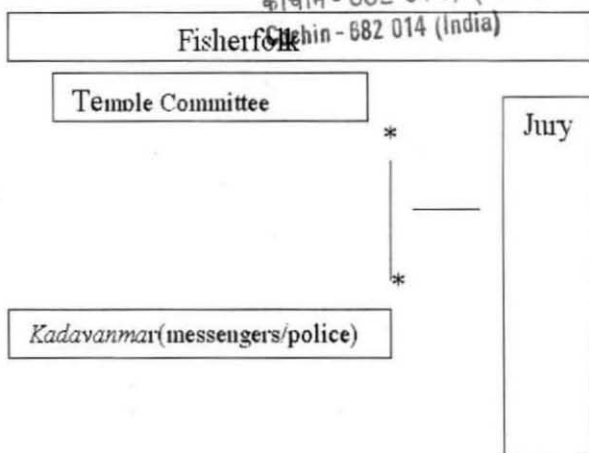 Cochin - 682 014 (India)
Fisherfolk
Temple Committee
*
Jury
*
Kadavanmar(messengers/police)